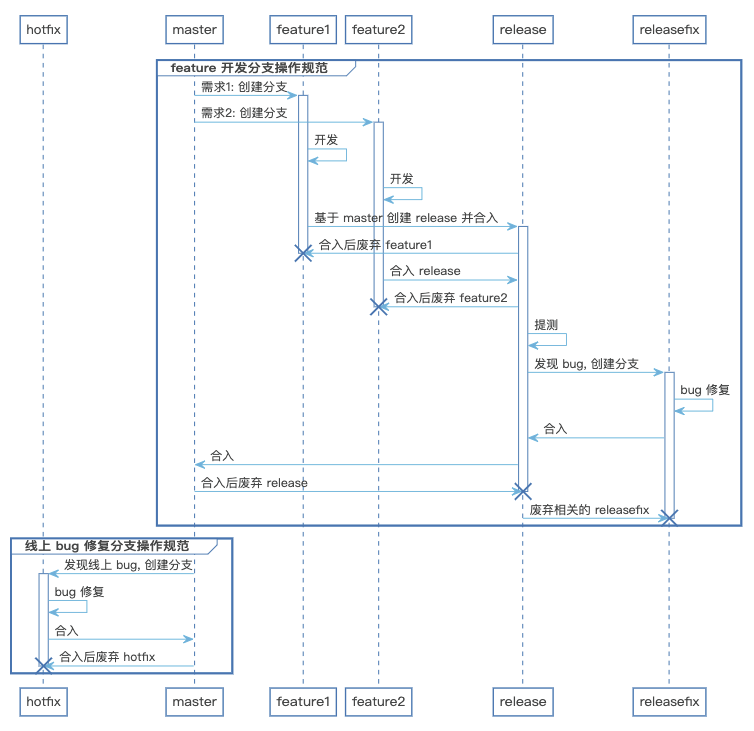 hotfix master feature1 feature2 release releasefix
feature 开发分支操作规范
需求1: 创建分支
需求2: 创建分支
开发
开发
基于 master 创建 release 并合入
合入后废弃 feature1
合入 release
合入后废弃 feature2
提测
发现 bug, 创建分支
bug 修复
合入
合入
合入后废弃 release
废弃相关的 releasefix
线上 bug 修复分支操作规范
发现线上 bug, 创建分支
bug 修复
合入
合入后废弃 hotfix
hotfix master feature1 feature2 release releasefix